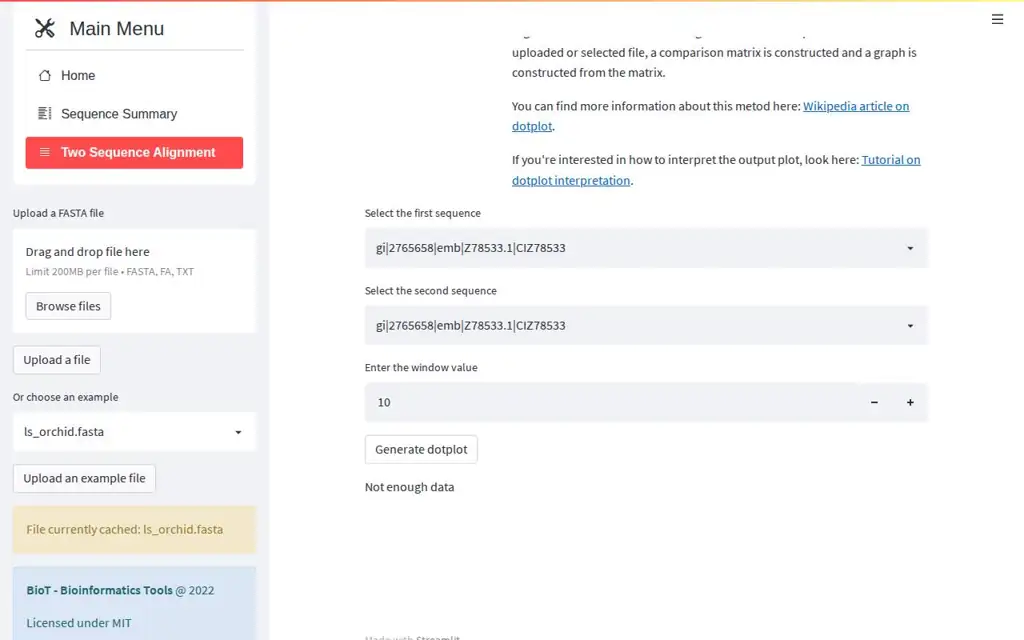 Main Menu
Home
Sequence Summary
Two Sequence Alignment
Upload a FASTA file
Drag and drop file here
Limit 200MB per file • FASTA, FA, TXT
Browse files
Upload a file
Or choose an example
ls_orchid.fasta
Upload an example file
File currently cached: ls_orchid.fasta
BioT - Bioinformatics Tools @ 2022
Licensed under MIT
uploaded or selected file, a comparison matrix is constructed and a graph is
constructed from the matrix.
You can find more information about this metod here: Wikipedia article on
dotplot.
If you're interested in how to interpret the output plot, look here: Tutorial on
dotplot interpretation.
Select the first sequence
gi|2765658|emb|Z78533.1|CIZ78533
Select the second sequence
gi|2765658|emb|Z78533.1|CIZ78533
Enter the window value
10
Generate dotplot
Not enough data
Made with Streamlit